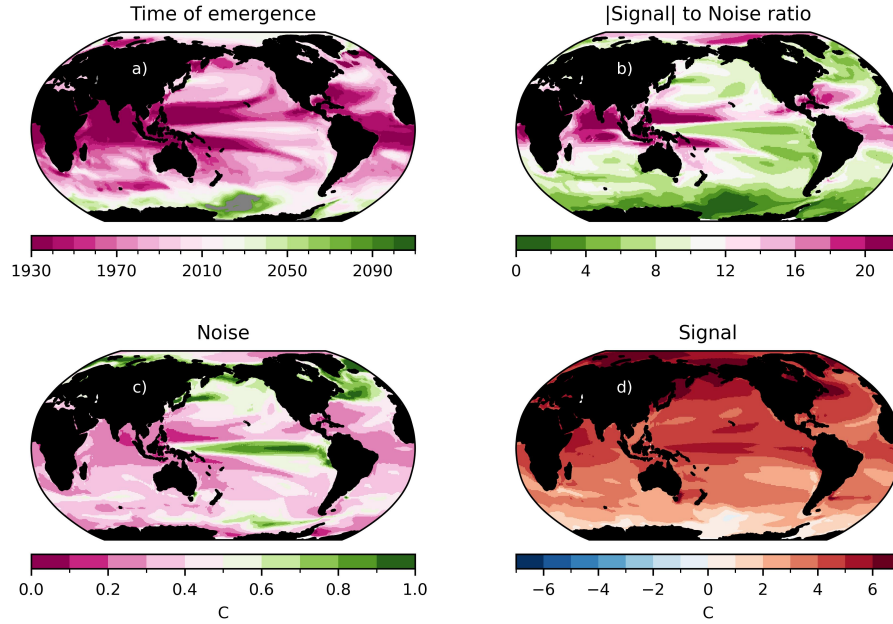 Time of emergence
|Signal| to Noise ratio
a)
b)
1930 1970 2010 2050 2090
0 4 8 12 16 20
Noise
Signal
c)
d)
0.0 0.2 0.4 0.6 0.8 1.0
−6 −4 −2 0 2 4 6
C
C